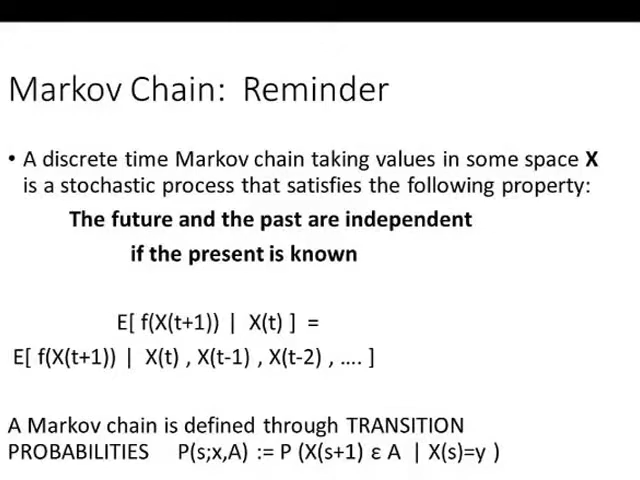 Markov Chain: Reminder
• A discrete time Markov chain taking values in some space X
is a stochastic process that satisfies the following property:
The future and the past are independent
if the present is known
E[ f(X(t+1)) | X(t) ] =
E[ f(X(t+1)) | X(t) , X(t-1) , X(t-2) , .... ]
A Markov chain is defined through TRANSITION
PROBABILITIES P(s;x,A) := P (X(s+1) ε A | X(s)=y )